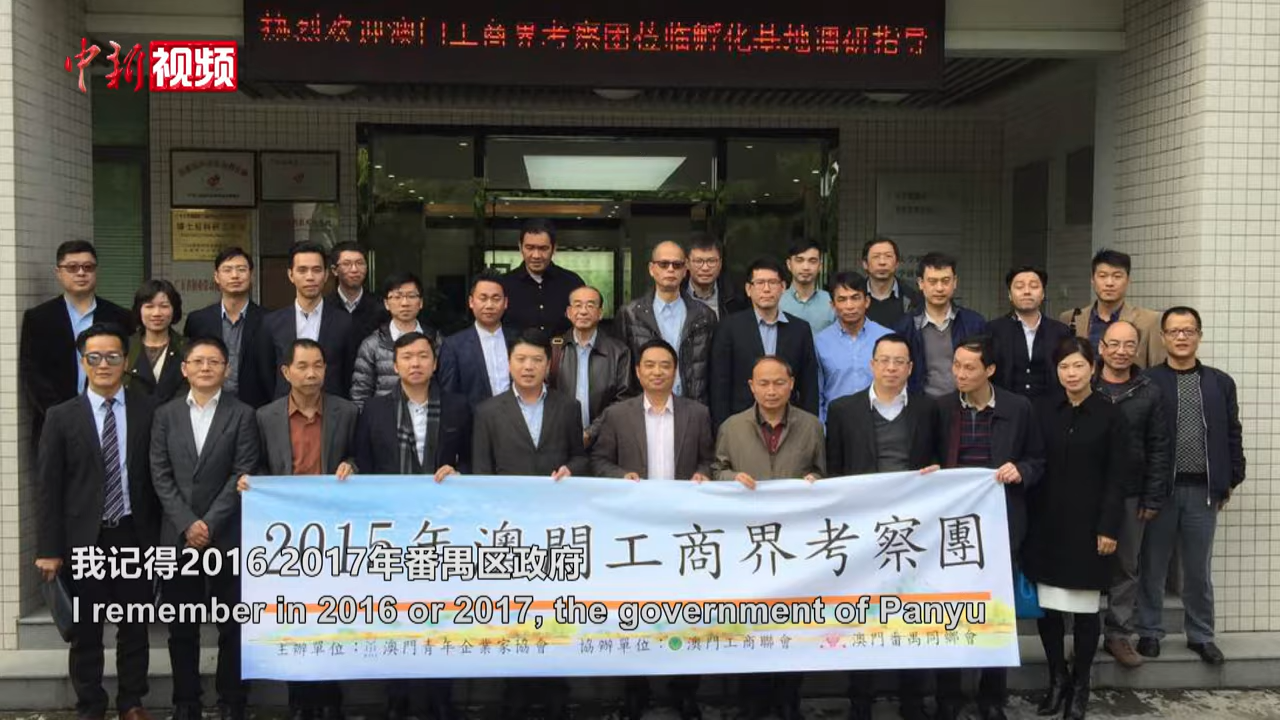 热烈欢迎澳门工商界考察团莅临孵化基地调研指导
中新视频
2015年澳門工商界考察團
我记得2016 2017年番禺区政府
I remember in 2016 or 2017, the government of Panyu
主辦單位：澳門青年企業家協會 協辦單位：澳門工商聯會 澳門番禺同鄉會